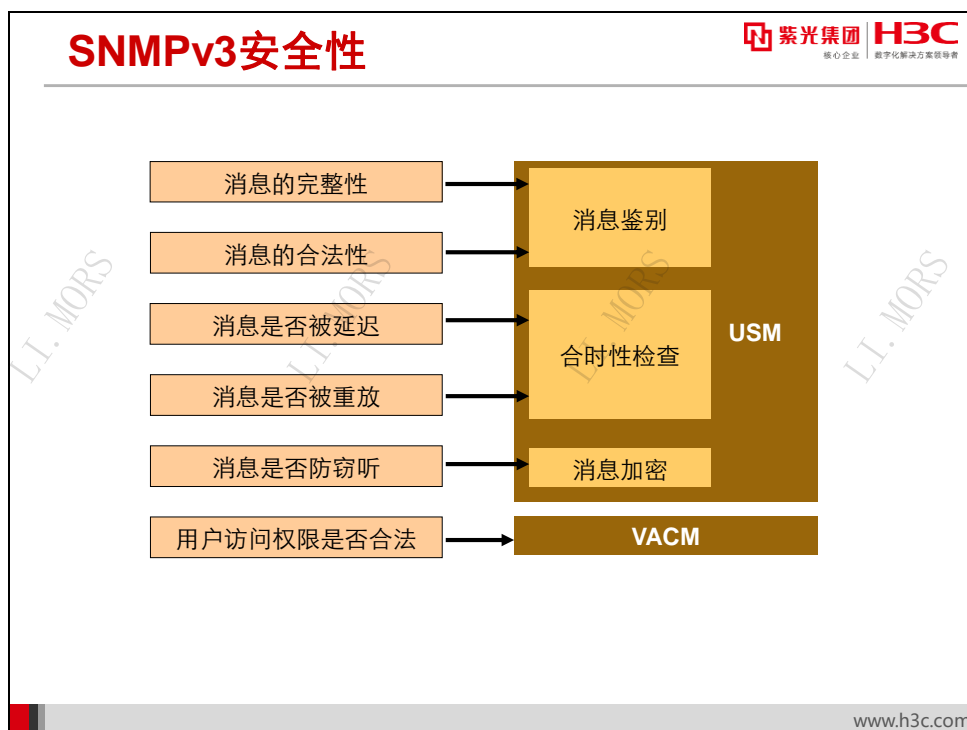 SNMPv3安全性
紫光集团 H3C
核心企业 数字化解决方案领导者
消息的完整性
消息鉴别
消息的合法性
消息是否被延迟
合时性检查
USM
消息是否被重放
消息是否防窃听
消息加密
用户访问权限是否合法
VACM
LI. MORS
LI. MORS
LI. MORS
LI. MORS
www.h3c.com